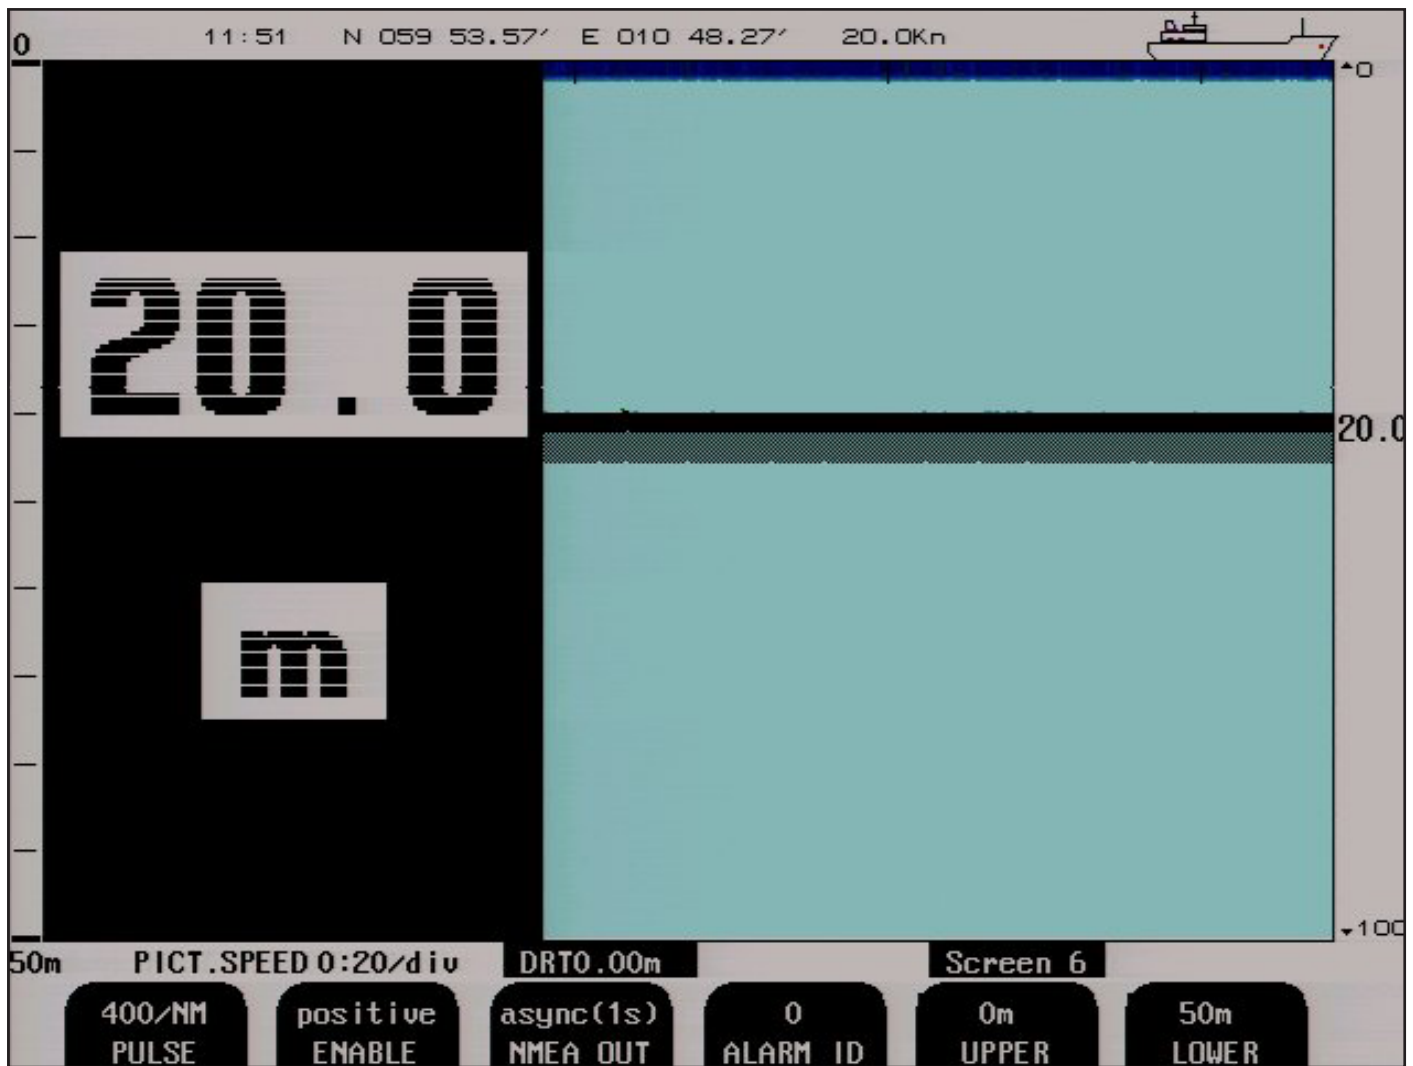 0 11:51 N 059 53.57′ E 010 48.27′ 20.0Kn
0
20.0
20.0
m
100
50m PICT.SPEED 0:20/div DRT0.00m Screen 6
400/NM positive async(1s) 0 0m 50m
PULSE ENABLE NMEA OUT ALARM ID UPPER LOWER